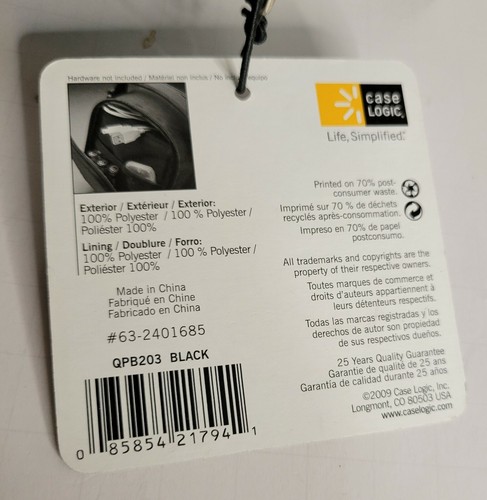 Hardware not included / Matériel non inclus / No
case
LOGIC
Life, Simplified.
Exterior / Extérieur / Exterior:
100% Polyester / 100 % Polyester /
Poliéster 100%
Lining / Doublure / Forro:
100% Polyester / 100 % Polyester /
Poliéster 100%
Made in China
Fabriqué en Chine
Fabricado en China
#63-2401685
QPB203 BLACK
0 85854 21794 1
Printed on 70% post-
consumer waste.
Imprimé sur 70 % de déchets
recyclés après-consommation.
Impreso en 70% de papel
postconsumo.
All trademarks and copyrights are the
property of their respective owners.
Toutes marques de commerce et
droits d'auteurs appartiennent à
leurs détenteurs respectifs.
Todas las marcas registradas y los
derechos de autor son propiedad
de sus respectivos dueños.
25 Years Quality Guarantee
Garantie de qualité de 25 ans
Garantía de calidad durante 25 años
©2009 Case Logic, Inc.
Longmont, CO 80503 USA
www.caselogic.com